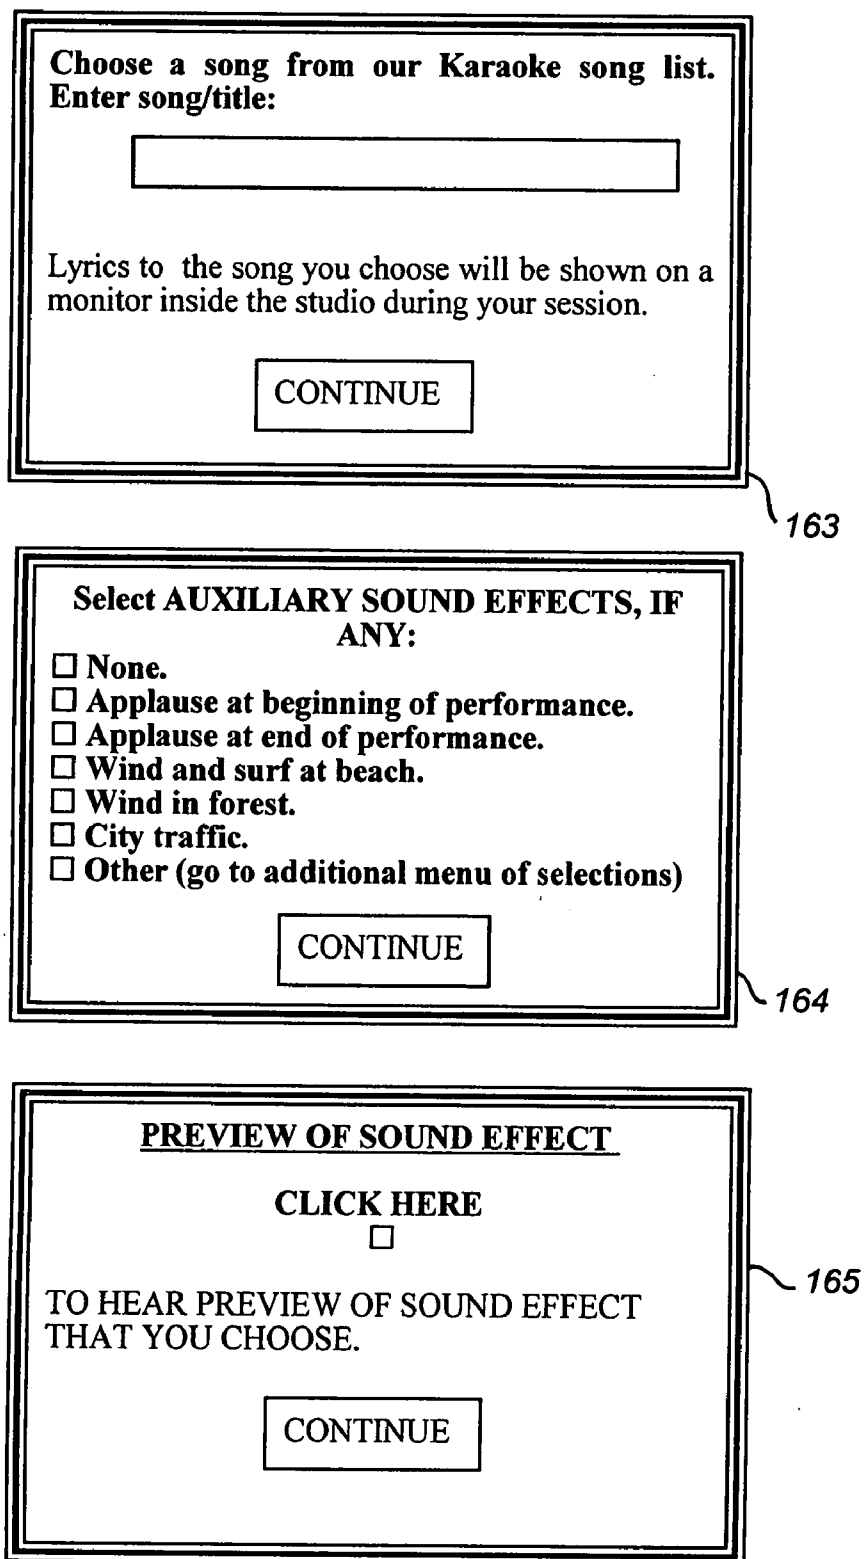 Choose a song from our Karaoke song list.
Enter song/title:
Lyrics to the song you choose will be shown on a
monitor inside the studio during your session.
CONTINUE
163
Select AUXILIARY SOUND EFFECTS, IF
ANY:
☐ None.
☐ Applause at beginning of performance.
☐ Applause at end of performance.
☐ Wind and surf at beach.
☐ Wind in forest.
☐ City traffic.
☐ Other (go to additional menu of selections)
CONTINUE
164
PREVIEW OF SOUND EFFECT
CLICK HERE
☐
165
TO HEAR PREVIEW OF SOUND EFFECT
THAT YOU CHOOSE.
CONTINUE